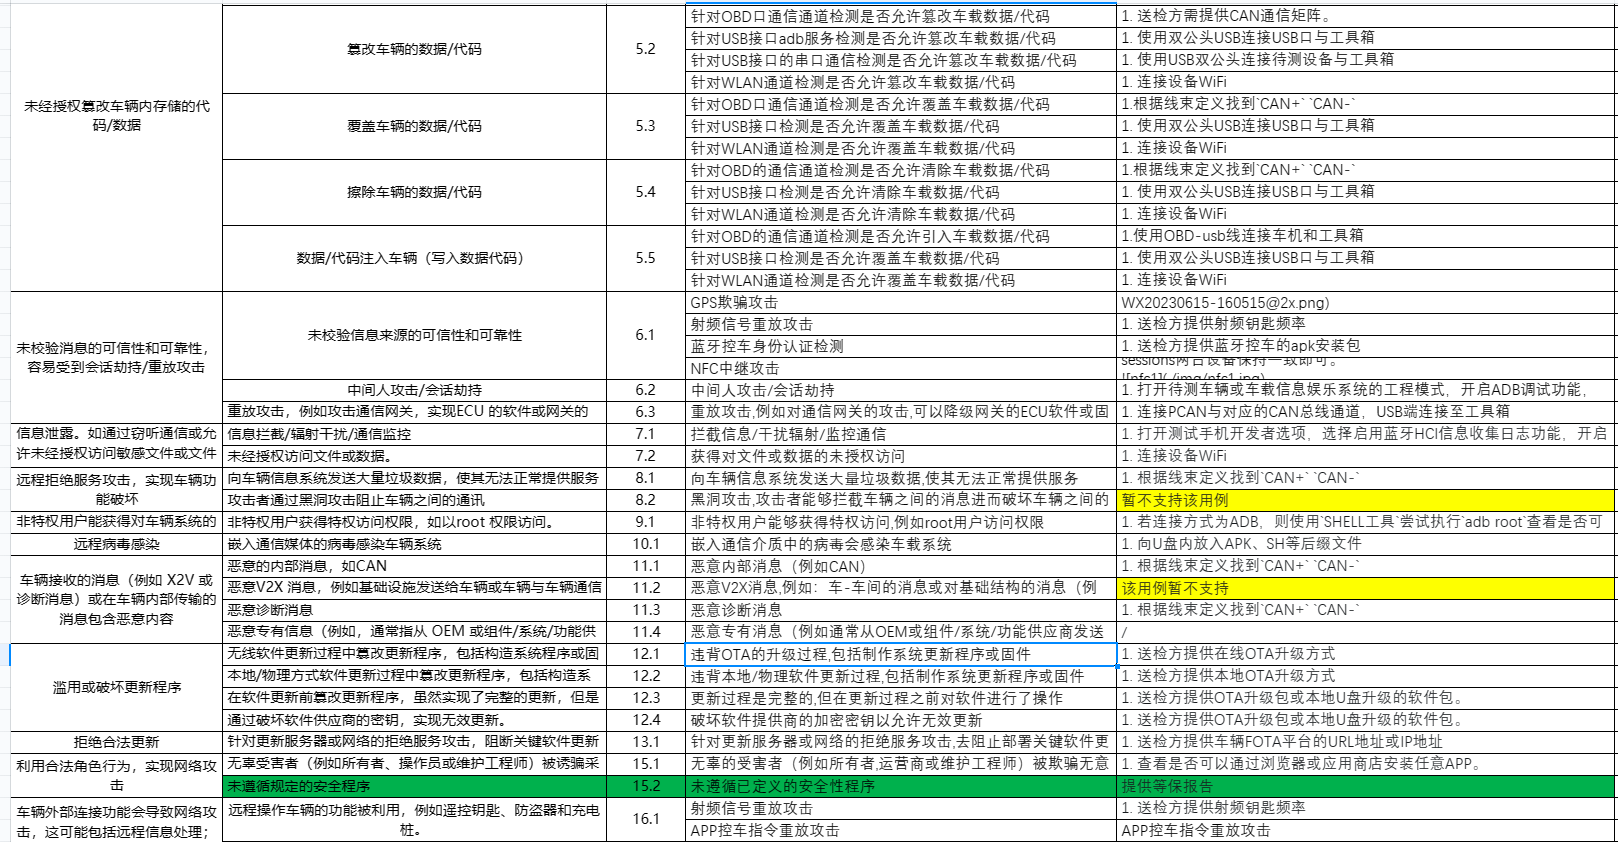 未经授权篡改车辆内存储的代
码/数据
篡改车辆的数据/代码
5.2
针对OBD口通信通道检测是否允许篡改车载数据/代码
1. 送检方需提供CAN通信矩阵。
针对USB接口adb服务检测是否允许篡改车载数据/代码
1. 使用双公头USB连接USB口与工具箱
针对USB接口的串口通信检测是否允许篡改车载数据/代码
1. 使用USB双公头连接待测设备与工具箱
针对WLAN通道检测是否允许篡改车载数据/代码
1. 连接设备WiFi
覆盖车辆的数据/代码
5.3
针对OBD口通信通道检测是否允许覆盖车载数据/代码
1.根据线束定义找到`CAN+` `CAN-`
针对USB接口检测是否允许覆盖车载数据/代码
1. 使用双公头USB连接USB口与工具箱
针对WLAN通道检测是否允许覆盖车载数据/代码
1. 连接设备WiFi
擦除车辆的数据/代码
5.4
针对OBD的通信通道检测是否允许清除车载数据/代码
1.根据线束定义找到`CAN+` `CAN-`
针对USB接口检测是否允许清除车载数据/代码
1. 使用双公头USB连接USB口与工具箱
针对WLAN通道检测是否允许清除车载数据/代码
1. 连接设备WiFi
数据/代码注入车辆（写入数据代码）
5.5
针对OBD的通信通道检测是否允许引入车载数据/代码
1.使用OBD-usb线连接车机和工具箱
针对USB接口检测是否允许覆盖车载数据/代码
1. 使用双公头USB连接USB口与工具箱
针对WLAN通道检测是否允许覆盖车载数据/代码
1. 连接设备WiFi
未校验消息的可信性和可靠性，
容易受到会话劫持/重放攻击
未校验信息来源的可信性和可靠性
6.1
GPS欺骗攻击
WX20230615-160515@2x.png)
射频信号重放攻击
1. 送检方提供射频钥匙频率
蓝牙控车身份认证检测
1. 送检方提供蓝牙控车的apk安装包
NFC中继攻击
sessions两台设备保持一致即可。
![nfc1](./img/nfc1.jpg)
中间人攻击/会话劫持
6.2
中间人攻击/会话劫持
1. 打开待测车辆或车载信息娱乐系统的工程模式，开启ADB调试功能，
重放攻击，例如攻击通信网关，实现ECU 的软件或网关的
6.3
重放攻击,例如对通信网关的攻击,可以降级网关的ECU软件或固
1. 连接PCAN与对应的CAN总线通道，USB端连接至工具箱
信息泄露。如通过窃听通信或允
许未经授权访问敏感文件或文件
信息拦截/辐射干扰/通信监控
7.1
拦截信息/干扰辐射/监控通信
1. 打开测试手机开发者选项，选择启用蓝牙HCI信息收集日志功能，开启
未经授权访问文件或数据。
7.2
获得对文件或数据的未授权访问
1. 连接设备WiFi
远程拒绝服务攻击，实现车辆功
能破坏
向车辆信息系统发送大量垃圾数据，使其无法正常提供服务
8.1
向车辆信息系统发送大量垃圾数据,使其无法正常提供服务
1. 根据线束定义找到`CAN+` `CAN-`
攻击者通过黑洞攻击阻止车辆之间的通讯
8.2
黑洞攻击,攻击者能够拦截车辆之间的消息进而破坏车辆之间的
暂不支持该用例
非特权用户能获得对车辆系统的
非特权用户获得特权访问权限，如以root 权限访问。
9.1
非特权用户能够获得特权访问,例如root用户访问权限
1. 若连接方式为ADB，则使用`SHELL工具`尝试执行`adb root`查看是否可
远程病毒感染
嵌入通信媒体的病毒感染车辆系统
10.1
嵌入通信介质中的病毒会感染车载系统
1. 向U盘内放入APK、SH等后缀文件
车辆接收的消息（例如 X2V 或
诊断消息）或在车辆内部传输的
消息包含恶意内容
恶意的内部消息，如CAN
11.1
恶意内部消息（例如CAN）
1. 根据线束定义找到`CAN+` `CAN-`
恶意V2X 消息，例如基础设施发送给车辆或车辆与车辆通信
11.2
恶意V2X消息,例如：车-车间的消息或对基础结构的消息（例
该用例暂不支持
恶意诊断消息
11.3
恶意诊断消息
1. 根据线束定义找到`CAN+` `CAN-`
恶意专有信息（例如，通常指从 OEM 或组件/系统/功能供
11.4
恶意专有消息（例如通常从OEM或组件/系统/功能供应商发送
/
滥用或破坏更新程序
无线软件更新过程中篡改更新程序，包括构造系统程序或固
12.1
违背OTA的升级过程,包括制作系统更新程序或固件
1. 送检方提供在线OTA升级方式
本地/物理方式软件更新过程中篡改更新程序，包括构造系
12.2
违背本地/物理软件更新过程,包括制作系统更新程序或固件
1. 送检方提供本地OTA升级方式
在软件更新前篡改更新程序，虽然实现了完整的更新，但是
12.3
更新过程是完整的,但在更新过程之前对软件进行了操作
1. 送检方提供OTA升级包或本地U盘升级的软件包。
通过破坏软件供应商的密钥，实现无效更新。
12.4
破坏软件提供商的加密密钥以允许无效更新
1. 送检方提供OTA升级包或本地U盘升级的软件包。
拒绝合法更新
针对更新服务器或网络的拒绝服务攻击，阻断关键软件更新
13.1
针对更新服务器或网络的拒绝服务攻击,去阻止部署关键软件更
1. 送检方提供车辆FOTA平台的URL地址或IP地址
利用合法角色行为，实现网络攻
击
无辜受害者（例如所有者、操作员或维护工程师）被诱骗采
15.1
无辜的受害者（例如所有者,运营商或维护工程师）被欺骗无意
1. 查看是否可以通过浏览器或应用商店安装任意APP。
未遵循规定的安全程序
15.2
未遵循已定义的安全性程序
提供等保报告
车辆外部连接功能会导致网络攻
击，这可能包括远程信息处理；
远程操作车辆的功能被利用，例如遥控钥匙、防盗器和充电
桩。
16.1
射频信号重放攻击
1. 送检方提供射频钥匙频率
APP控车指令重放攻击
APP控车指令重放攻击